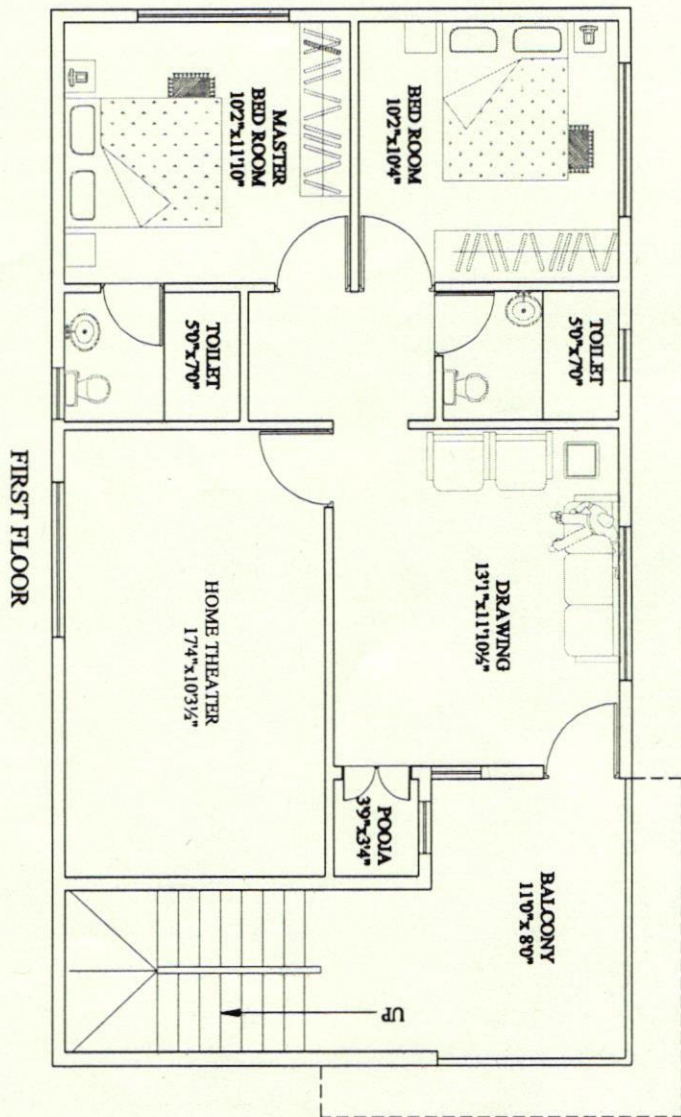 MASTER
BED ROOM
10'2"x11'10"
BED ROOM
10'2"x10'4"
TOILET
5'0"x7'0"
TOILET
5'0"x7'0"
HOME THEATER
17'4"x10'3½"
DRAWING
13'1"x11'10½"
POOJA
3'9"x3'4"
BALCONY
11'0"x 8'0"
UP
FIRST FLOOR